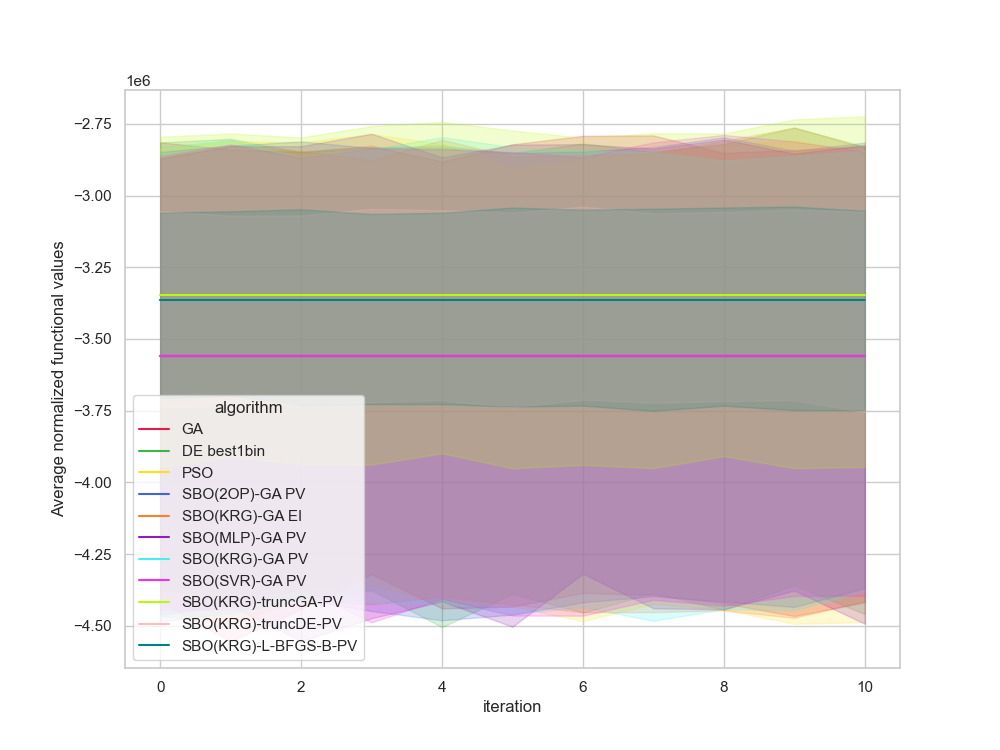 1e6
−2.75
−3.00
−3.25
−3.50
−3.75
−4.00
−4.25
−4.50
Average normalized functional values
algorithm
GA
DE best1bin
PSO
SBO(2OP)-GA PV
SBO(KRG)-GA EI
SBO(MLP)-GA PV
SBO(KRG)-GA PV
SBO(SVR)-GA PV
SBO(KRG)-truncGA-PV
SBO(KRG)-truncDE-PV
SBO(KRG)-L-BFGS-B-PV
0 2 4 6 8 10
iteration